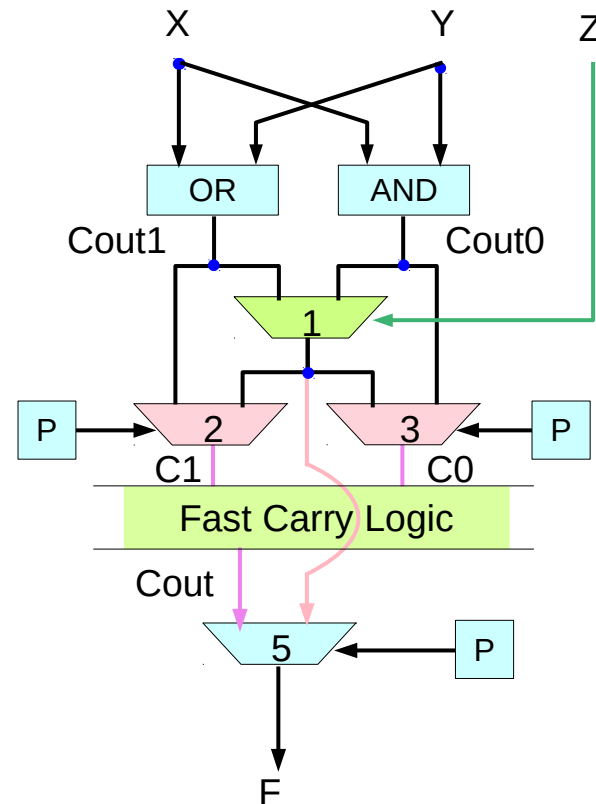 X Y Z
OR AND
Cout1 Cout0
1
P 2 3 P
C1 C0
Fast Carry Logic
Cout
5 P
F